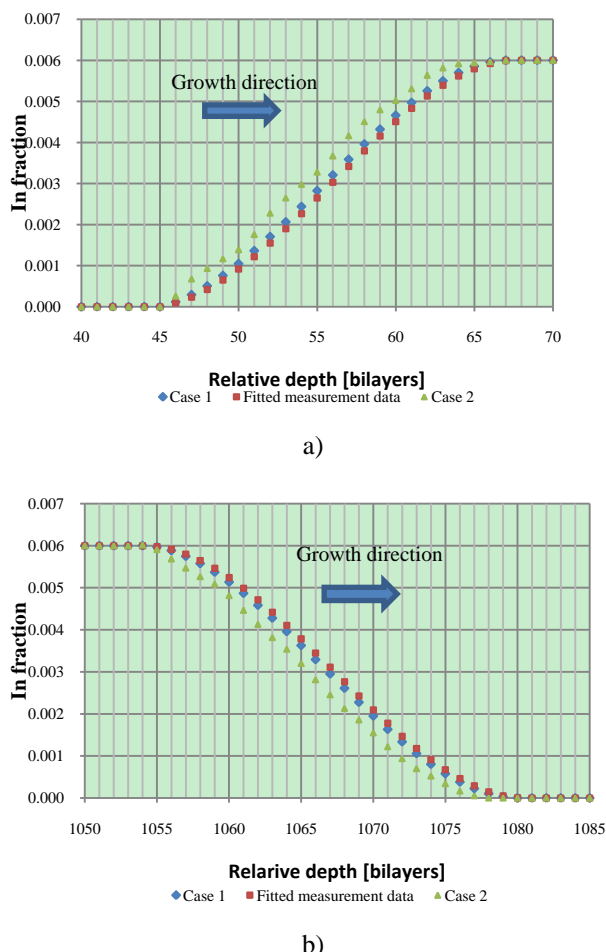 0.007
0.006
0.005
0.004
0.003
0.002
0.001
0.000
In fraction
Growth direction
40 45 50 55 60 65 70
Relative depth [bilayers]
Case 1 Fitted measurement data Case 2
a)
0.007
0.006
0.005
0.004
0.003
0.002
0.001
0.000
In fraction
Growth direction
1050 1055 1060 1065 1070 1075 1080 1085
Relarive depth [bilayers]
Case 1 Fitted measurement data Case 2
b)